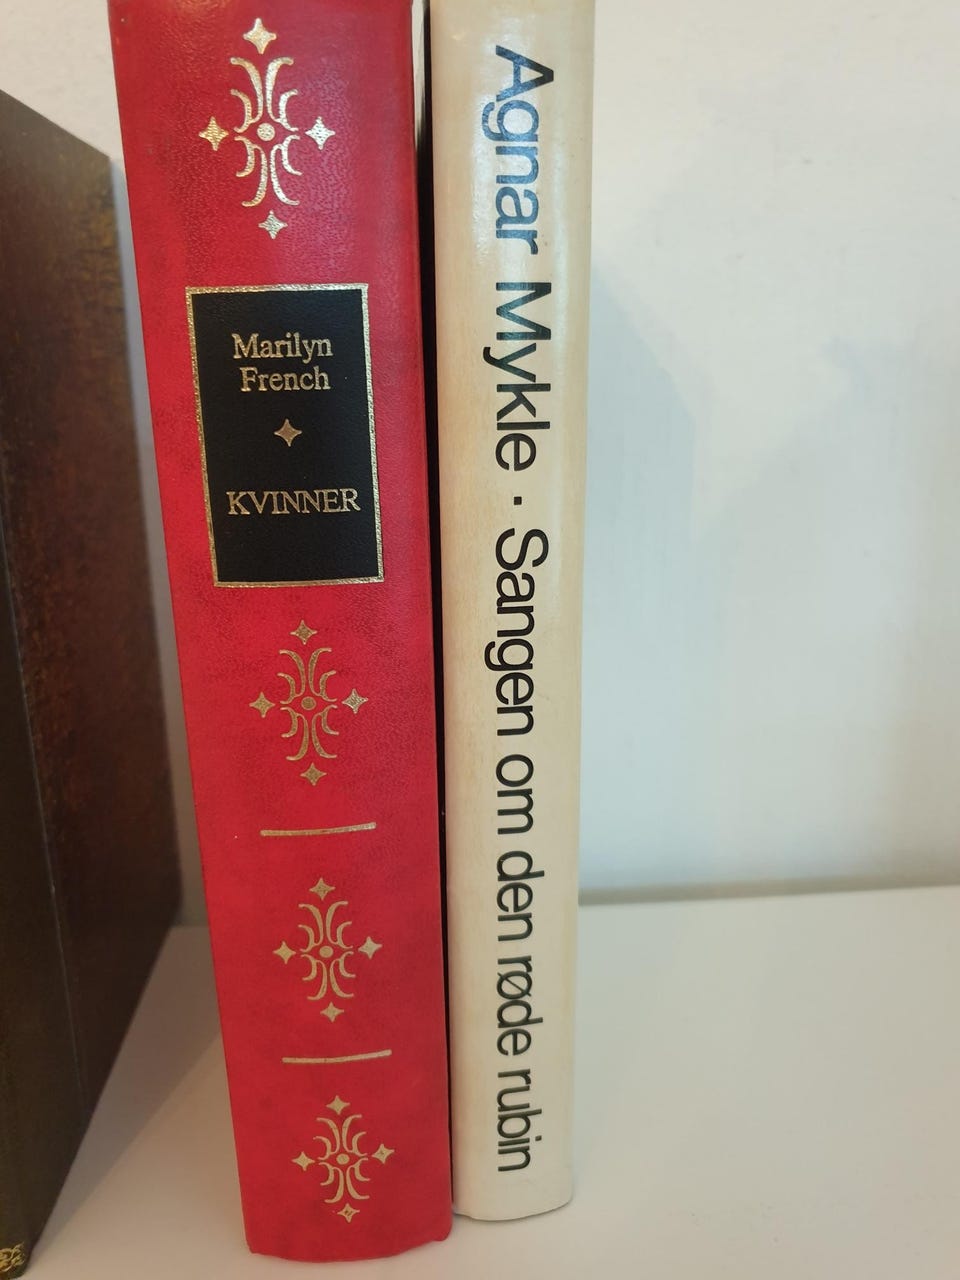 Marilyn
French
KVINNER
Agnar Mykle · Sangen om den røde rubin